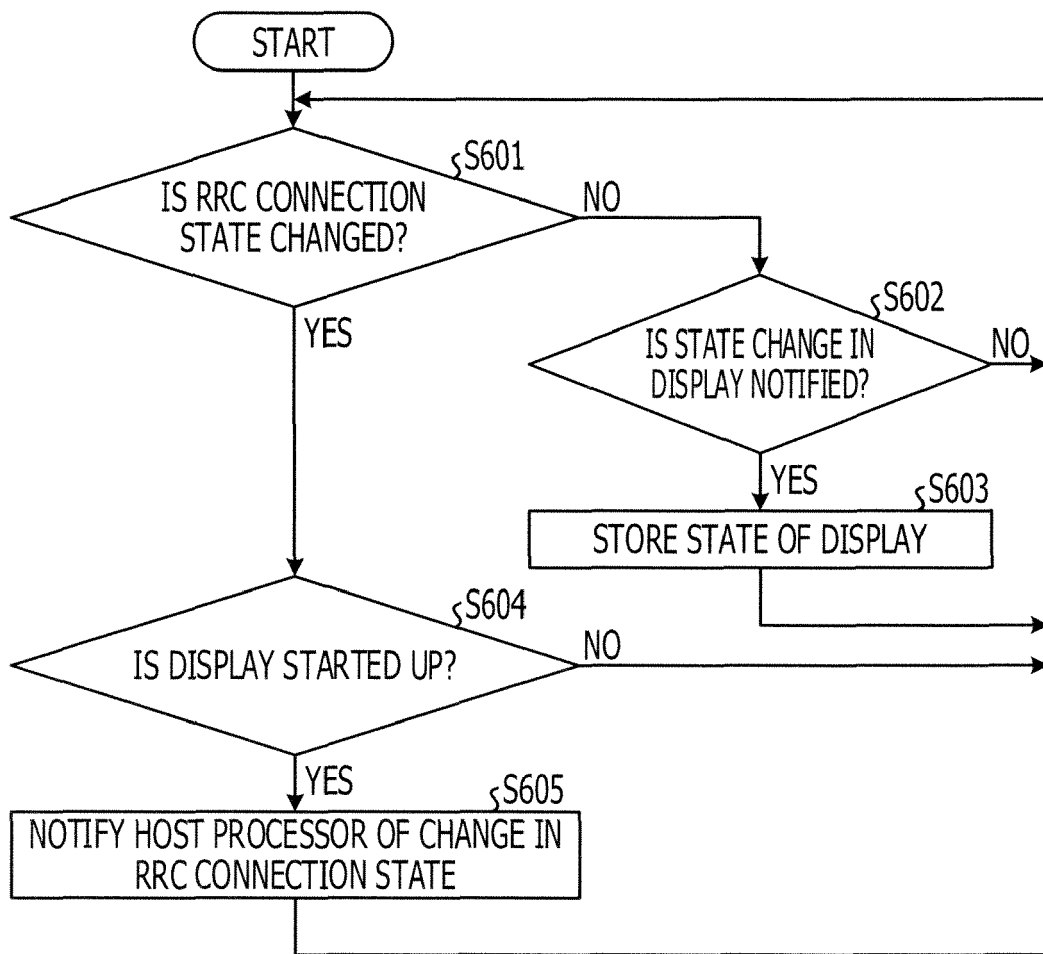 START
S601
IS RRC CONNECTION
STATE CHANGED?
NO
YES
S602
IS STATE CHANGE IN
DISPLAY NOTIFIED?
NO
YES
S603
STORE STATE OF DISPLAY
S604
IS DISPLAY STARTED UP?
NO
YES
S605
NOTIFY HOST PROCESSOR OF CHANGE IN
RRC CONNECTION STATE